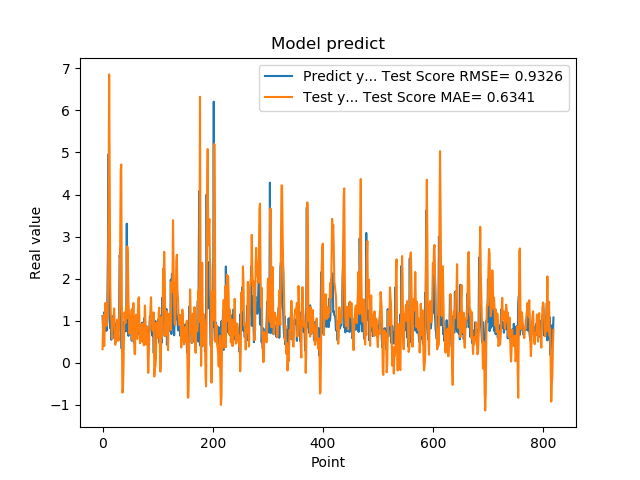 Model predict
Predict y... Test Score RMSE= 0.9326
Test y... Test Score MAE= 0.6341
Real value
7
6
5
4
3
2
1
0
−1
0 200 400 600 800
Point